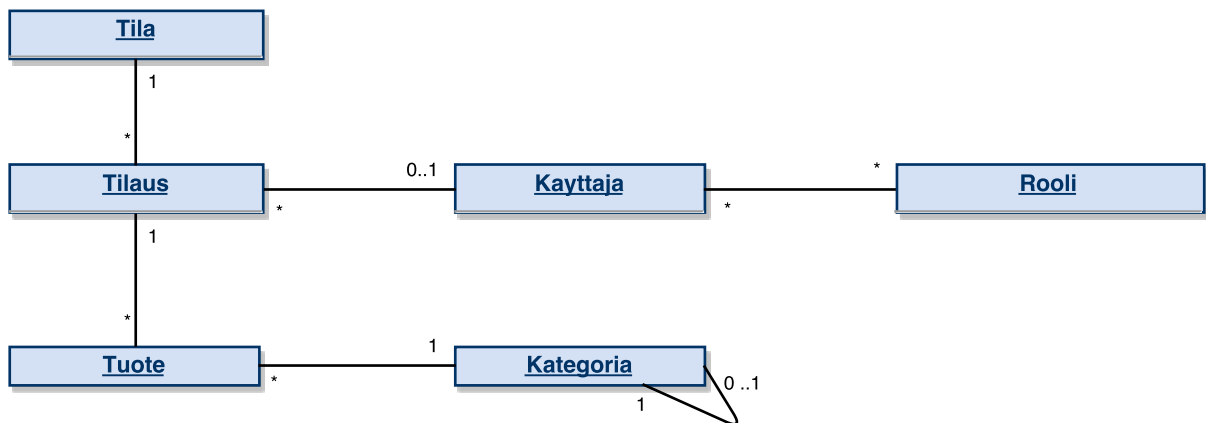 Tila
1
*
Tilaus
*
0..1
Kayttaja
*
*
Rooli
1
*
Tuote
*
1
Kategoria
0 ..1
1